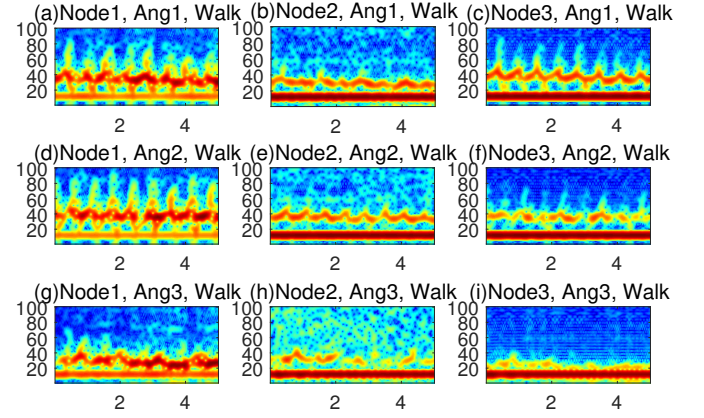 (a)Node1, Ang1, Walk (b)Node2, Ang1, Walk (c)Node3, Ang1, Walk
100 100 100
80 80 80
60 60 60
40 40 40
20 20 20
2 4 2 4 2 4
(d)Node1, Ang2, Walk (e)Node2, Ang2, Walk (f)Node3, Ang2, Walk
100 100 100
80 80 80
60 60 60
40 40 40
20 20 20
2 4 2 4 2 4
(g)Node1, Ang3, Walk (h)Node2, Ang3, Walk (i)Node3, Ang3, Walk
100 100 100
80 80 80
60 60 60
40 40 40
20 20 20
2 4 2 4 2 4